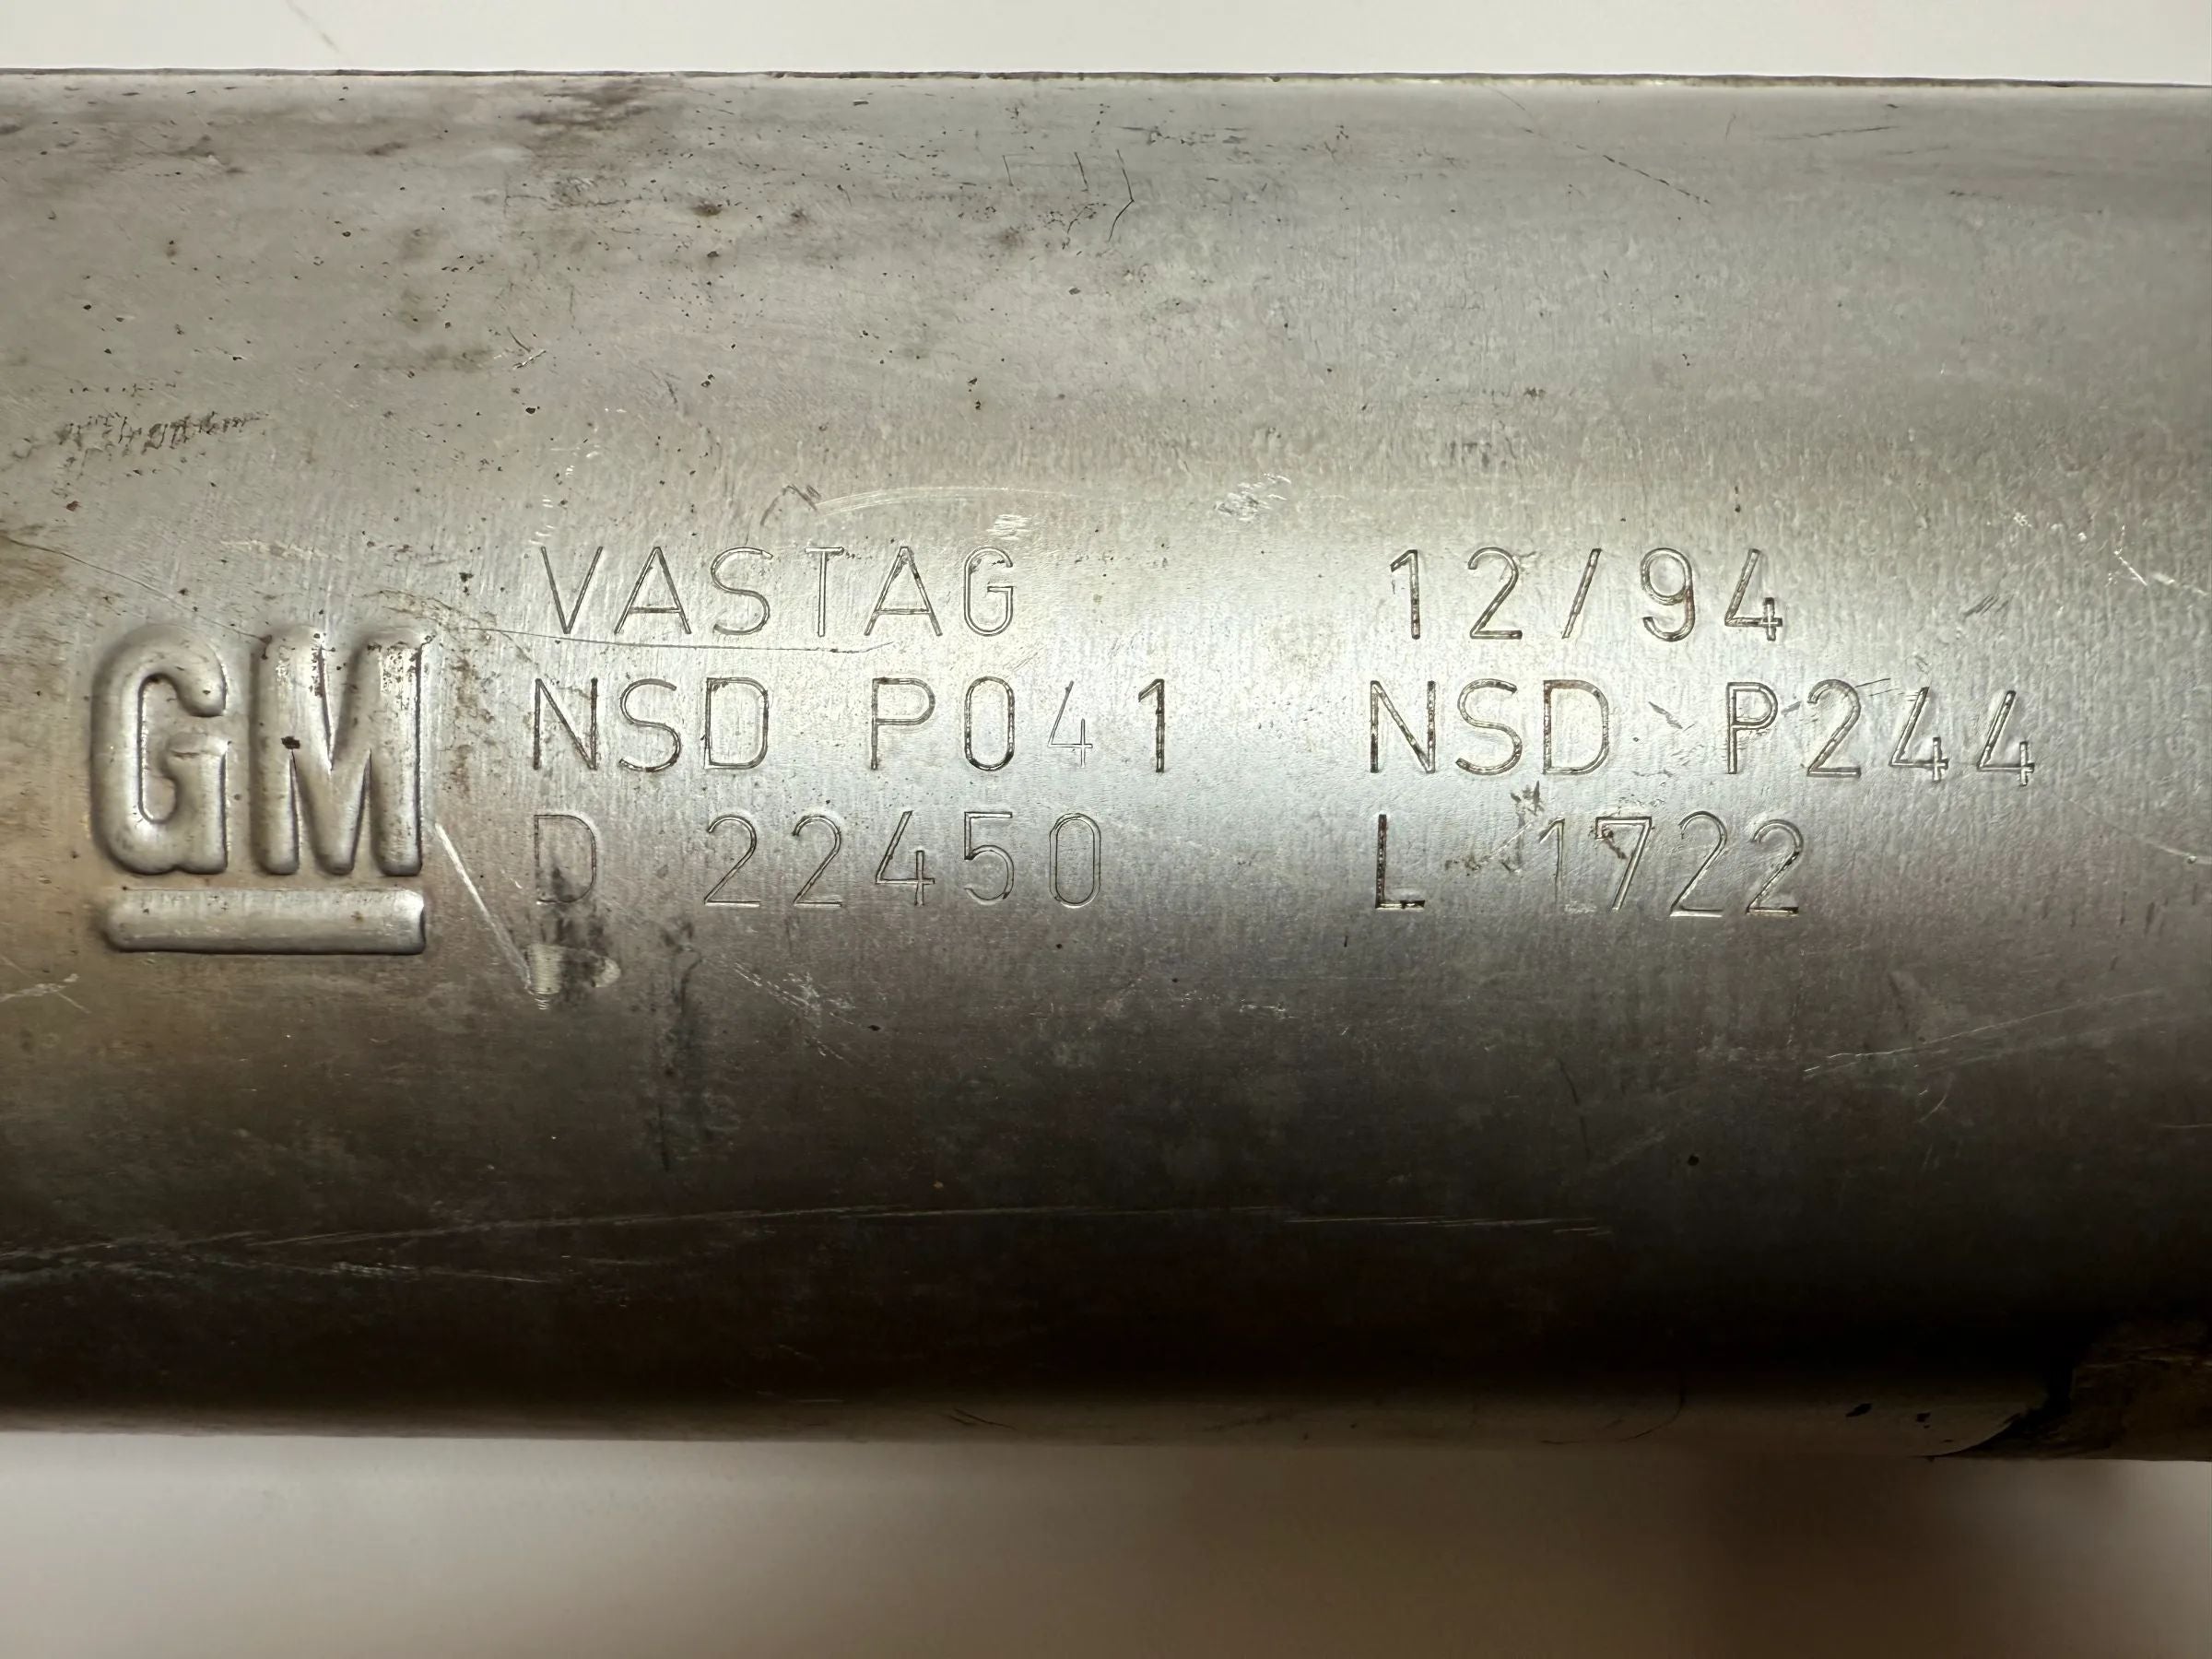 GM
VASTAG 12/94
NSD P041 NSD P244
D 22450 L 1722